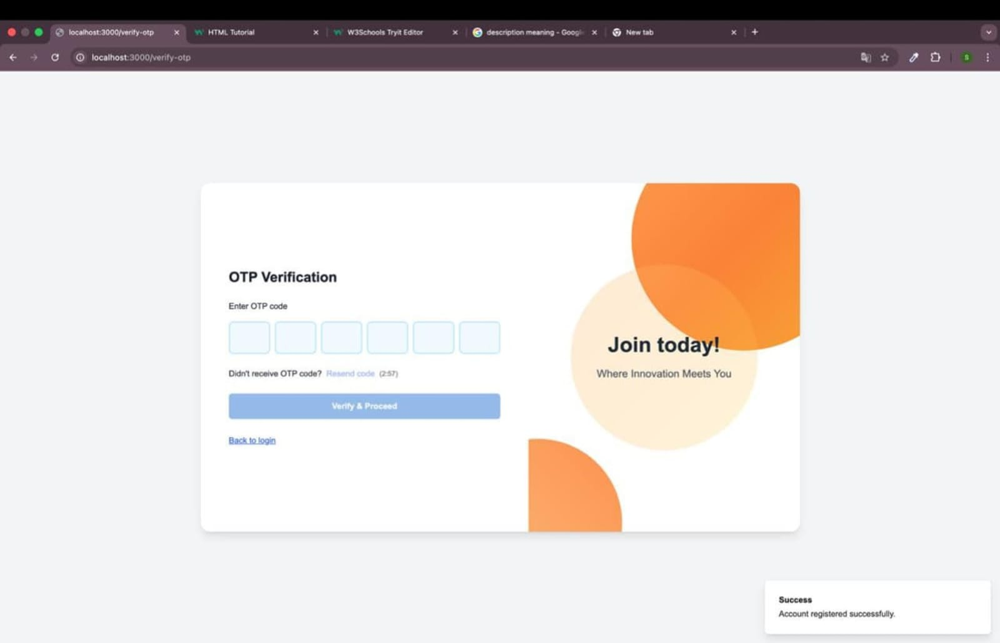 localhost:3000/verify-otp
HTML Tutorial
W3Schools Tryit Editor
description meaning - Googl
New tab
localhost:3000/verify-otp
S
OTP Verification
Enter OTP code
Didn't receive OTP code? Resend code (2:57)
Verify & Proceed
Back to login
Join today!
Where Innovation Meets You
Success
Account registered successfully.